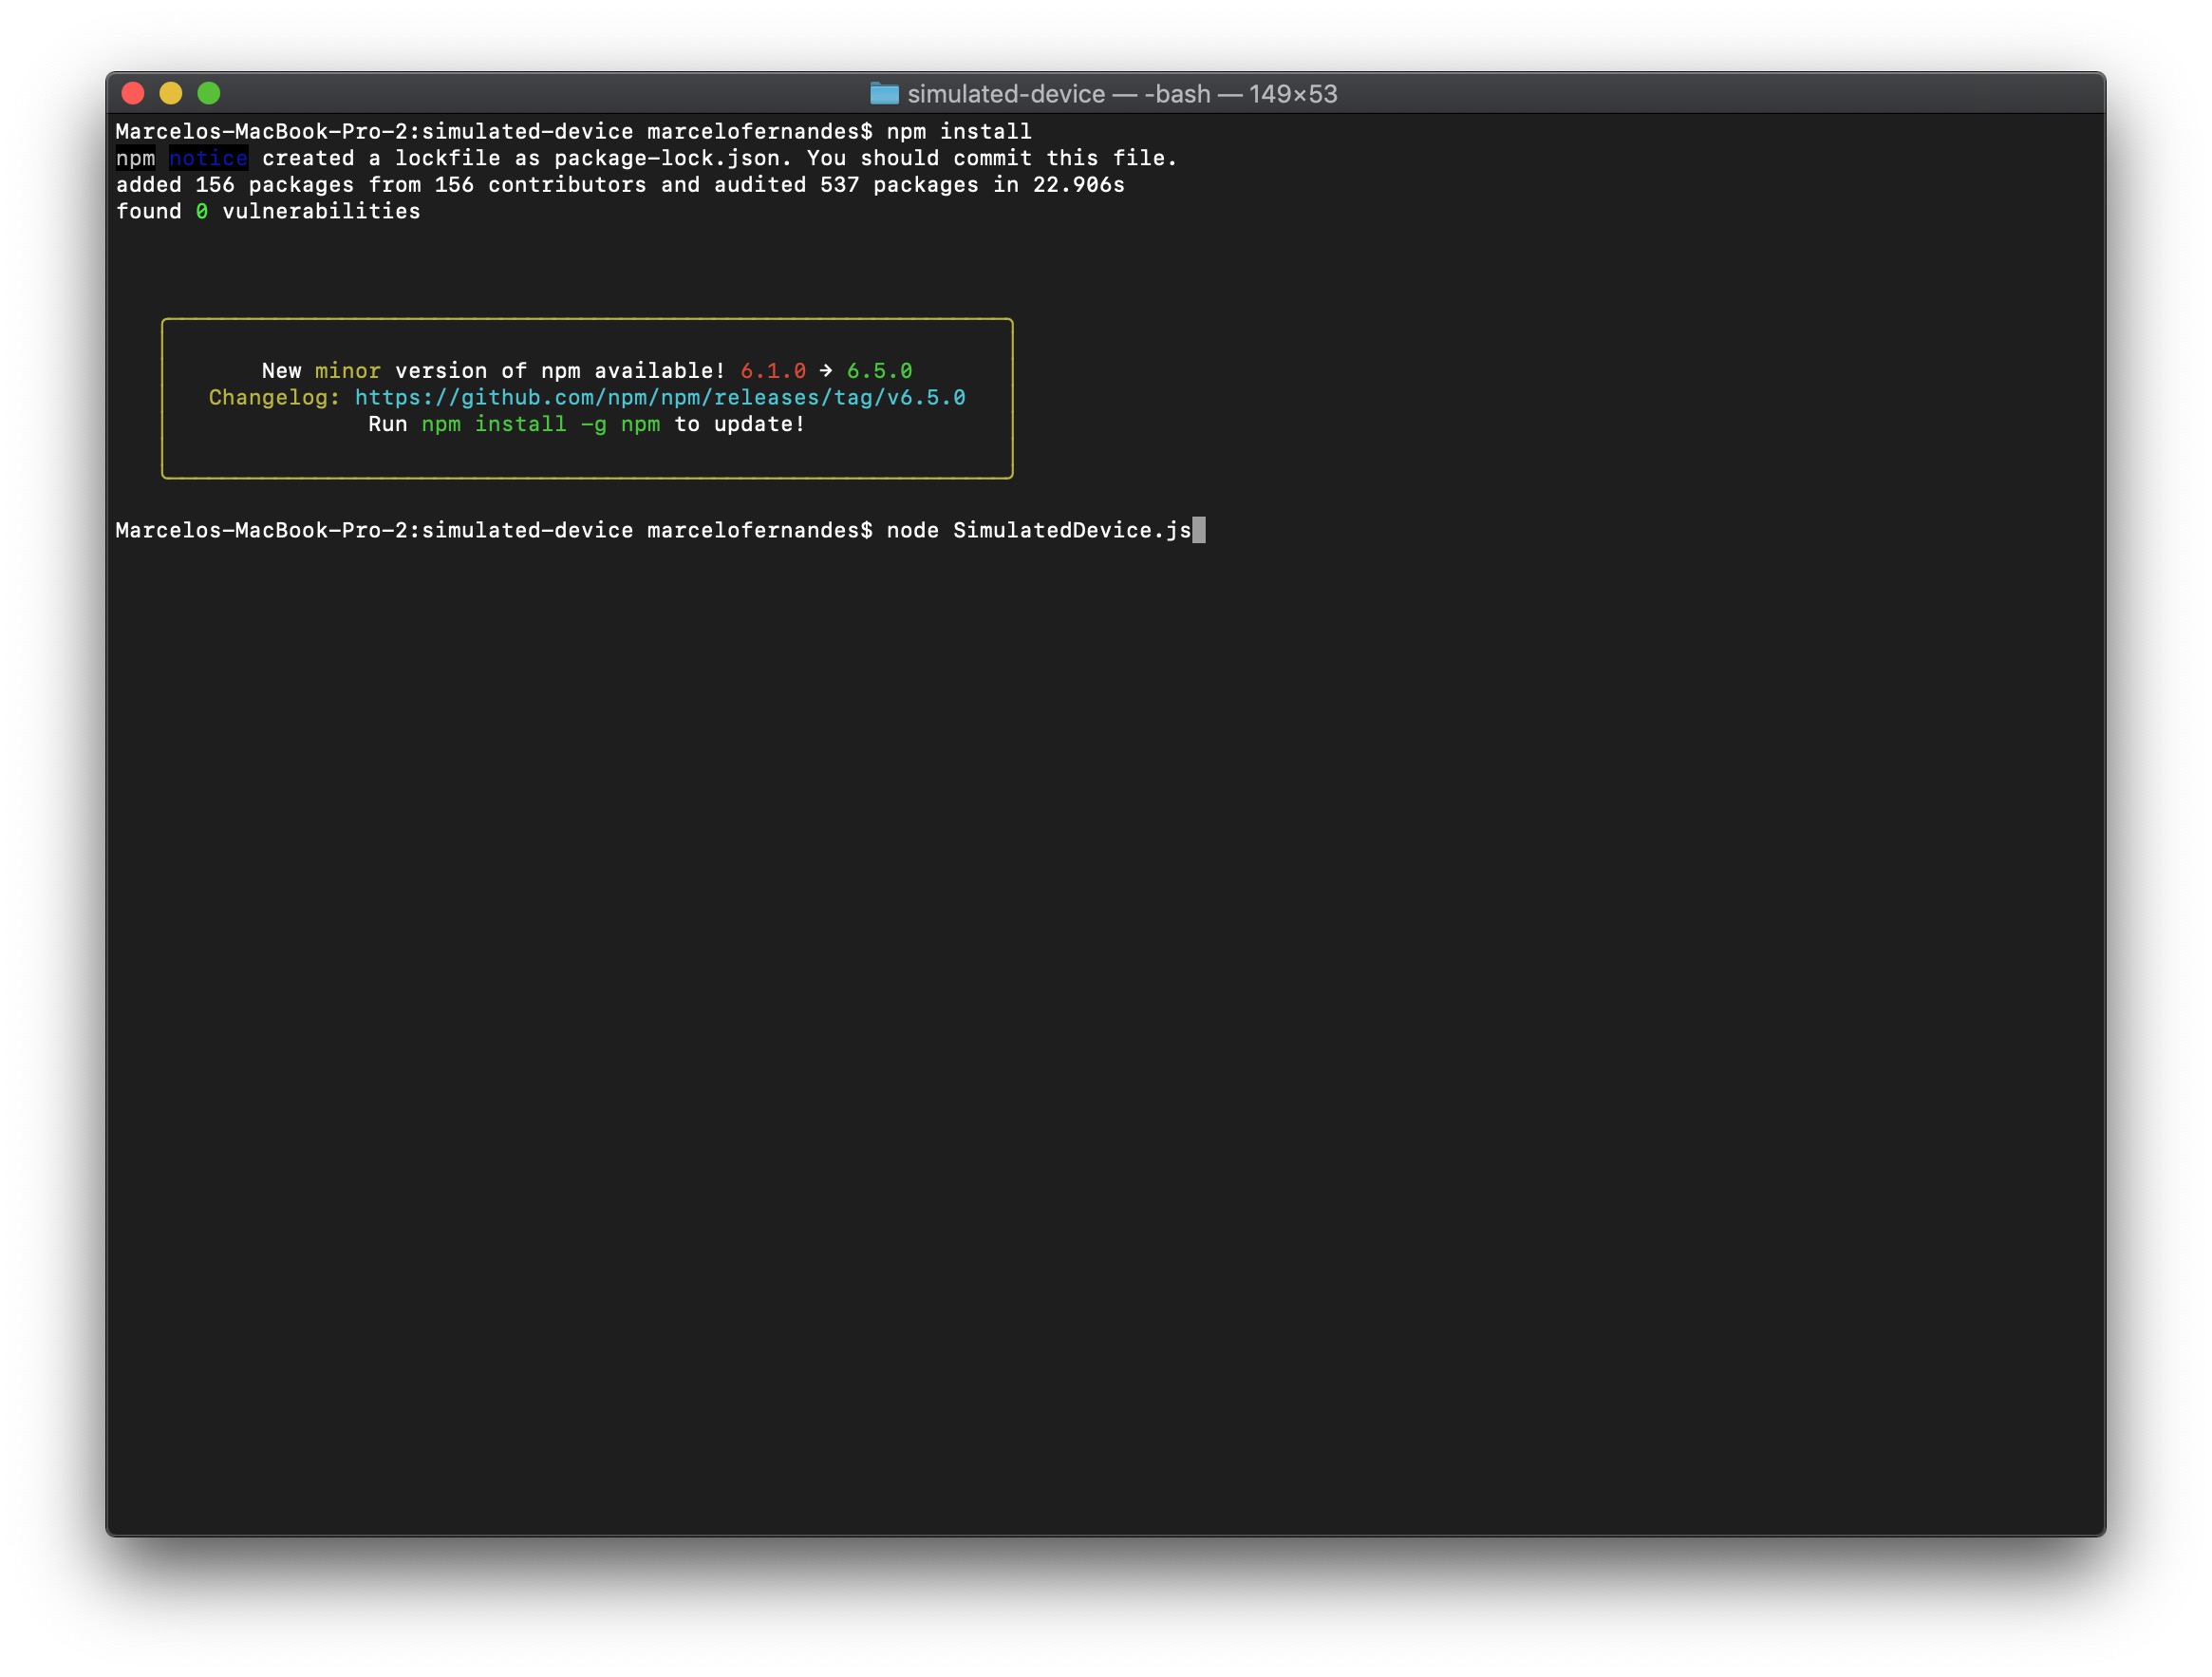 simulated-device — -bash — 149×53
Marcelos-MacBook-Pro-2:simulated-device marcelofernandes$ npm install
npm notice created a lockfile as package-lock.json. You should commit this file.
added 156 packages from 156 contributors and audited 537 packages in 22.906s
found 0 vulnerabilities
New minor version of npm available! 6.1.0 → 6.5.0
Changelog: https://github.com/npm/npm/releases/tag/v6.5.0
Run npm install -g npm to update!
Marcelos-MacBook-Pro-2:simulated-device marcelofernandes$ node SimulatedDevice.js